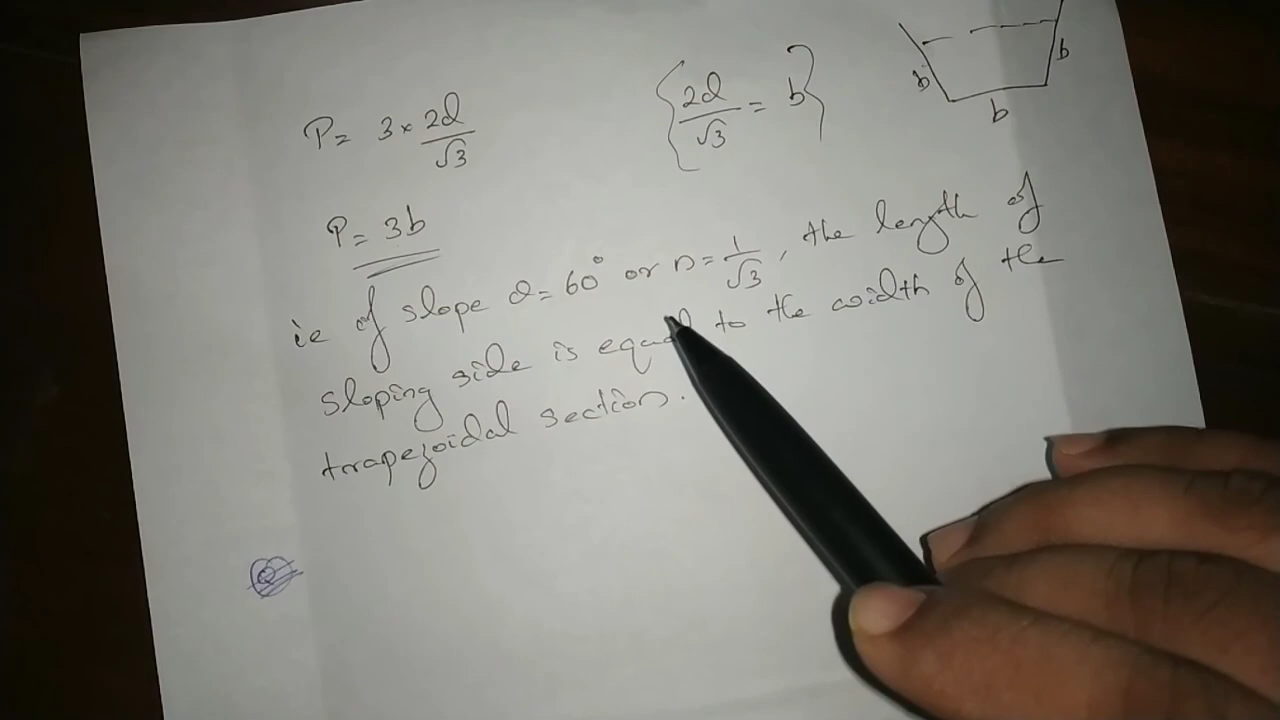 P = 3 × 2d/√3
{2d/√3 = b}
b
b
b
P = 3b
ie of slope θ = 60° or n = 1/√3, the length of
sloping side is equal to the width of the
trapezoidal section.